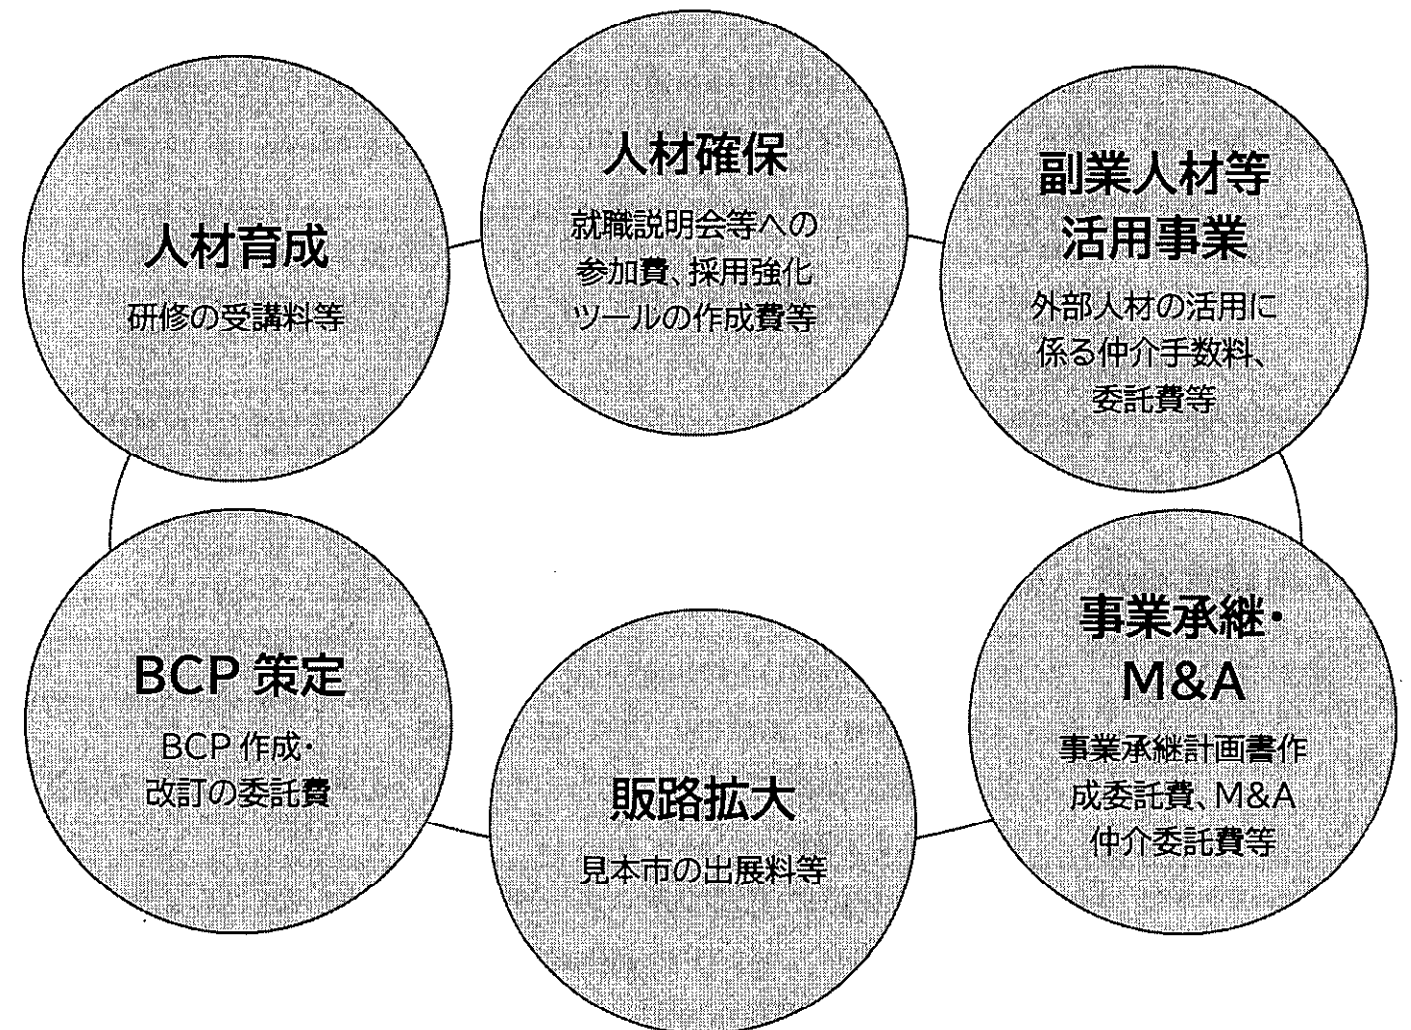 人材育成
研修の受講料等
人材確保
就職説明会等への
参加費、採用強化
ツールの作成費等
副業人材等
活用事業
外部人材の活用に
係る仲介手数料、
委託費等
BCP 策定
BCP 作成・
改訂の委託費
販路拡大
見本市の出展料等
事業承継・
M&A
事業承継計画書作
成委託費、M&A
仲介委託費等